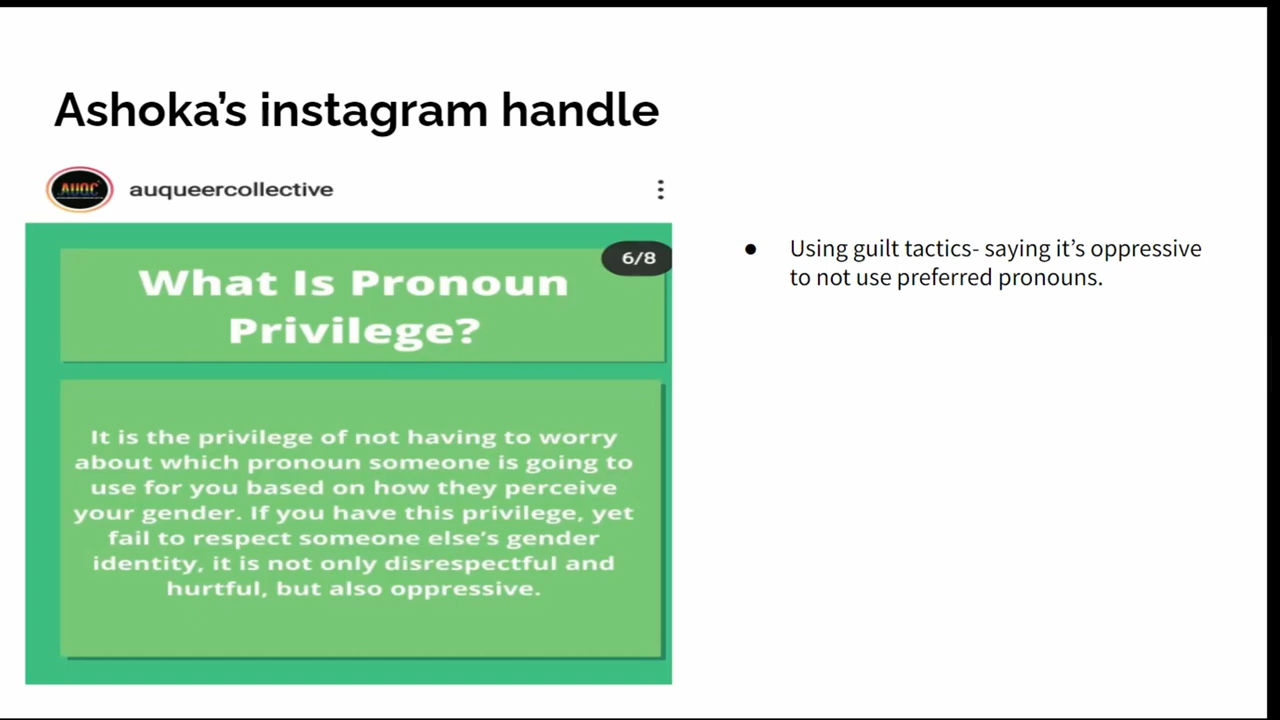 Ashoka’s instagram handle
AUQC
auqueercollective
6/8
What Is Pronoun
Privilege?
It is the privilege of not having to worry
about which pronoun someone is going to
use for you based on how they perceive
your gender. If you have this privilege, yet
fail to respect someone else’s gender
identity, it is not only disrespectful and
hurtful, but also oppressive.
● Using guilt tactics- saying it’s oppressive
to not use preferred pronouns.